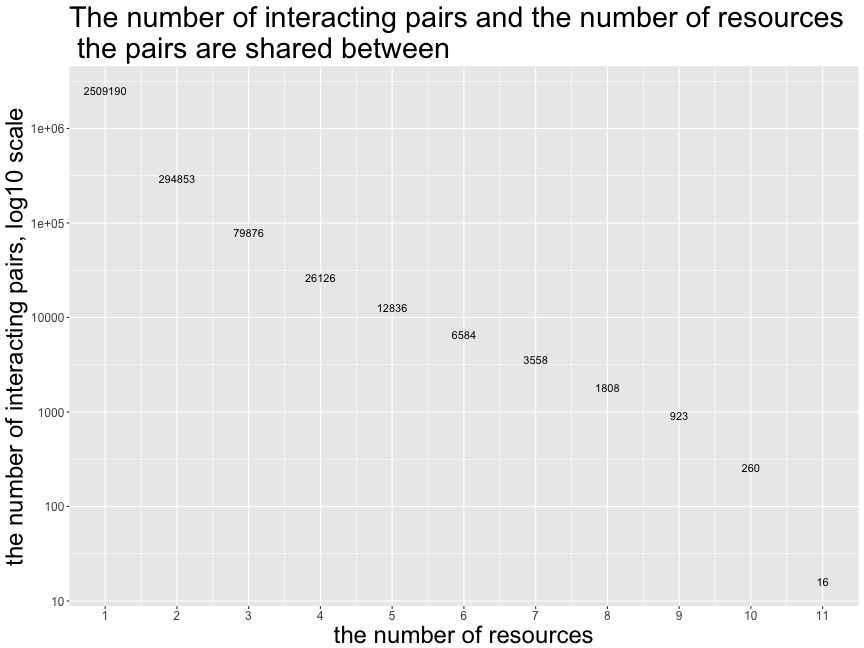 The number of interacting pairs and the number of resources
the pairs are shared between
the number of interacting pairs, log10 scale
1e+06
1e+05
10000
1000
100
10
2509190
294853
79876
26126
12836
6584
3558
1808
923
260
16
1 2 3 4 5 6 7 8 9 10 11
the number of resources